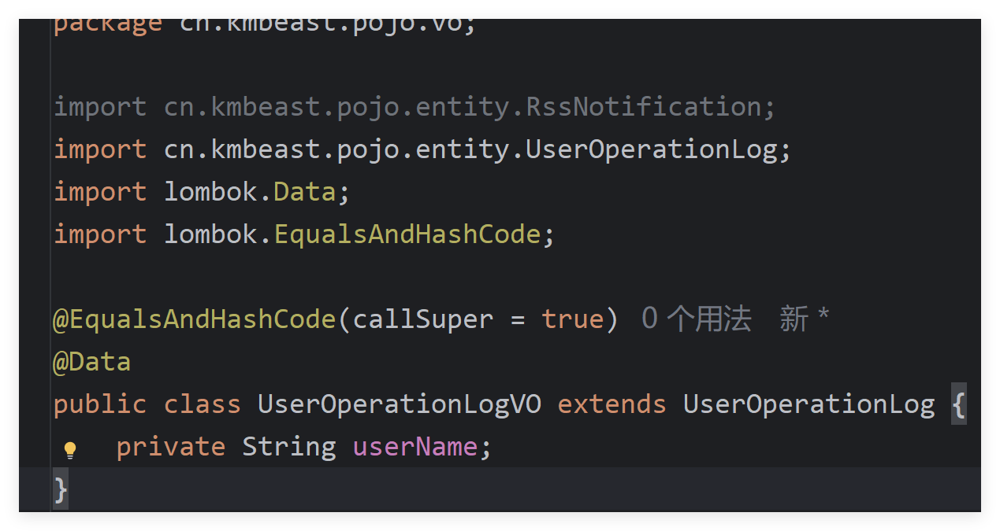 package cn.kmbeast.pojo.vo;
import cn.kmbeast.pojo.entity.RssNotification;
import cn.kmbeast.pojo.entity.UserOperationLog;
import lombok.Data;
import lombok.EqualsAndHashCode;
@EqualsAndHashCode(callSuper = true) 0 个用法 新 *
@Data
public class UserOperationLogVO extends UserOperationLog {
private String userName;
}